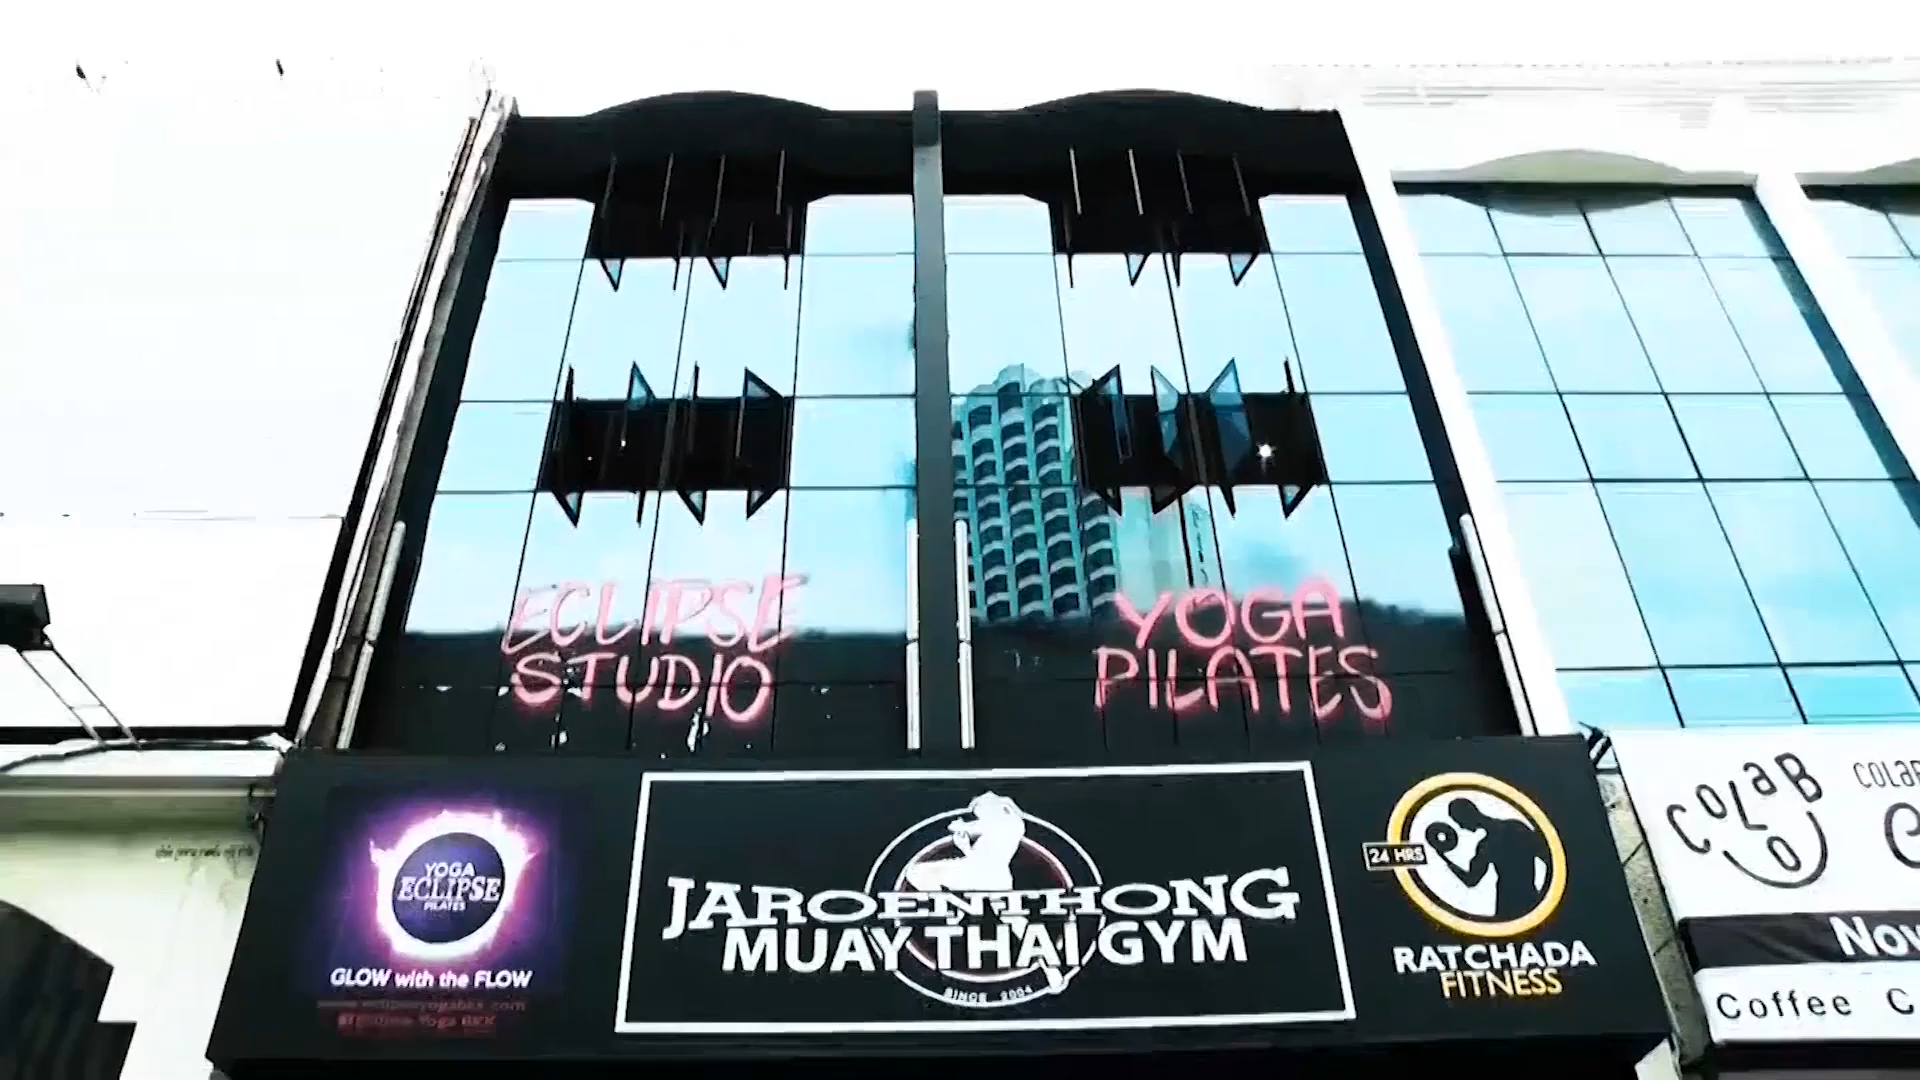 ECLIPSE
STUDIO
YOGA
PILATES
YOGA
ECLIPSE
PILATES
GLOW with the FLOW
JAROENTHONG
MUAY THAI GYM
SINCE 2004
24 HRS
RATCHADA
FITNESS
COLaBO
Coffee